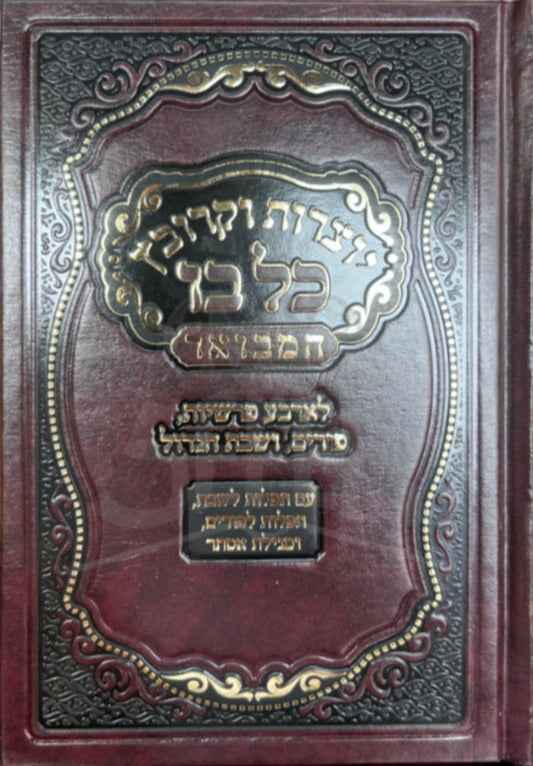 יוצרות וקרובץ
כל בו
המבואר
לארבע פרשיות,
פורים, ושבת הגדול
עם תפלות לשבת,
תפלות לפורים,
ומגילת אסתר